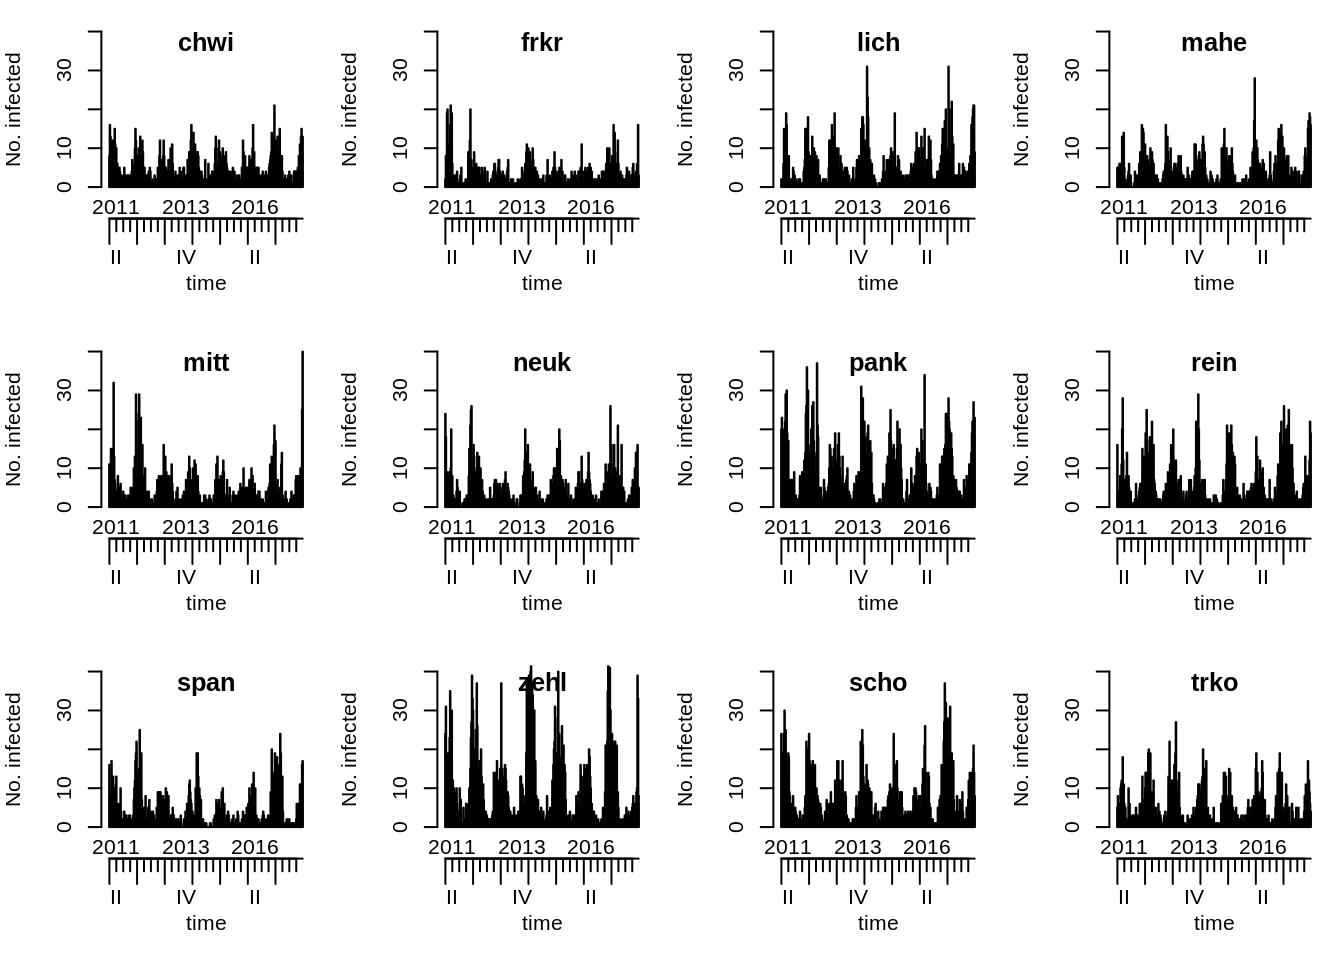 chwi
No. infected
0 10 30
2011 2013 2016
II IV II
time
frkr
No. infected
0 10 30
2011 2013 2016
II IV II
time
lich
No. infected
0 10 30
2011 2013 2016
II IV II
time
mahe
No. infected
0 10 30
2011 2013 2016
II IV II
time
mitt
No. infected
0 10 30
2011 2013 2016
II IV II
time
neuk
No. infected
0 10 30
2011 2013 2016
II IV II
time
pank
No. infected
0 10 30
2011 2013 2016
II IV II
time
rein
No. infected
0 10 30
2011 2013 2016
II IV II
time
span
No. infected
0 10 30
2011 2013 2016
II IV II
time
zehl
No. infected
0 10 30
2011 2013 2016
II IV II
time
scho
No. infected
0 10 30
2011 2013 2016
II IV II
time
trko
No. infected
0 10 30
2011 2013 2016
II IV II
time